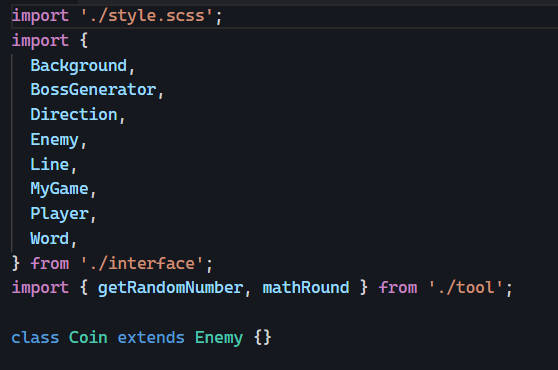 import './style.scss';
import {
  Background,
  BossGenerator,
  Direction,
  Enemy,
  Line,
  MyGame,
  Player,
  Word,
} from './interface';
import { getRandomNumber, mathRound } from './tool';
class Coin extends Enemy {}